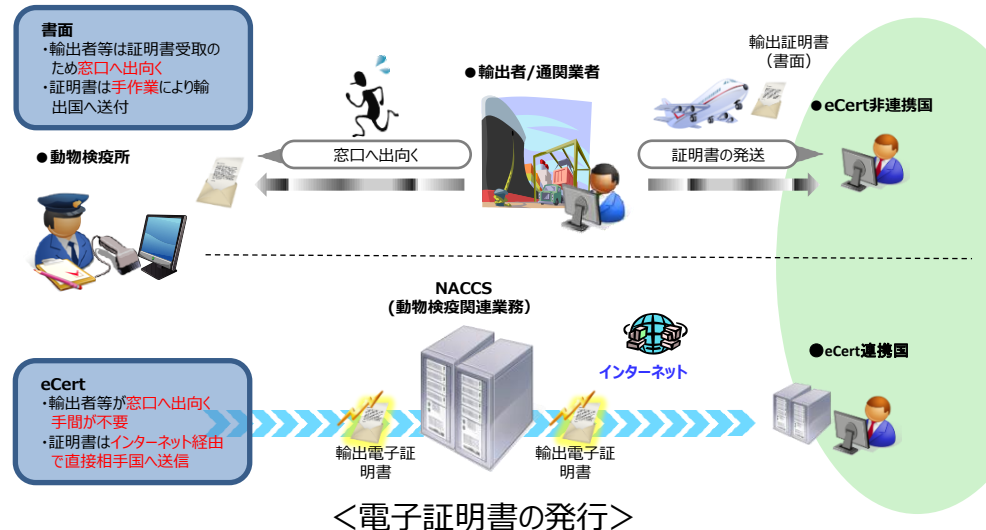 書面
・輸出者等は証明書受取の
ため窓口へ出向く
・証明書は手作業により輸
出国へ送付
●動物検疫所
窓口へ出向く
●輸出者/通関業者
輸出証明書
（書面）
証明書の発送
●eCert非連携国
NACCS
(動物検疫関連業務）
インターネット
●eCert連携国
eCert
・輸出者等が窓口へ出向く
手間が不要
・証明書はインターネット経由
で直接相手国へ送信
輸出電子証
明書
輸出電子証
明書
＜電子証明書の発行＞